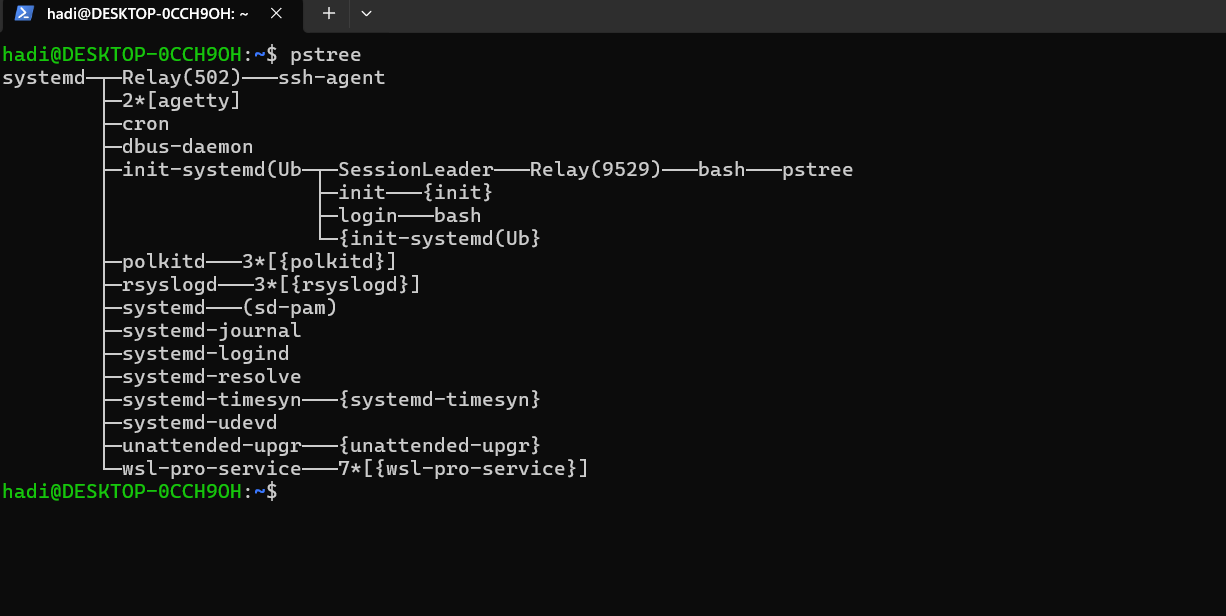 hadi@DESKTOP-0CCH9OH: ~
hadi@DESKTOP-0CCH9OH:~$ pstree
systemd─┬─Relay(502)───ssh-agent
        ├─2*[agetty]
        ├─cron
        ├─dbus-daemon
        ├─init-systemd(Ub─┬─SessionLeader───Relay(9529)───bash───pstree
        │                 ├─init───{init}
        │                 ├─login───bash
        │                 └─{init-systemd(Ub}
        ├─polkitd───3*[{polkitd}]
        ├─rsyslogd───3*[{rsyslogd}]
        ├─systemd───(sd-pam)
        ├─systemd-journal
        ├─systemd-logind
        ├─systemd-resolve
        ├─systemd-timesyn───{systemd-timesyn}
        ├─systemd-udevd
        ├─unattended-upgr───{unattended-upgr}
        └─wsl-pro-service───7*[{wsl-pro-service}]
hadi@DESKTOP-0CCH9OH:~$